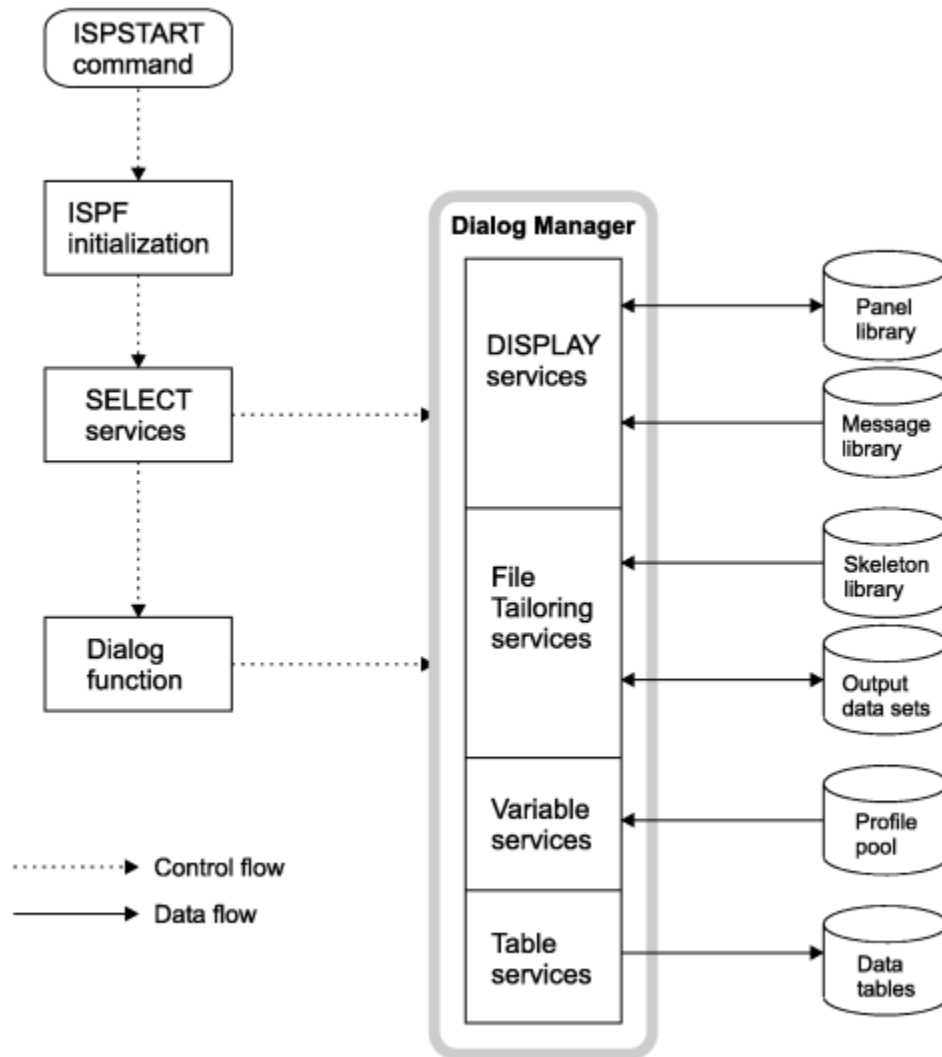 ISPSTART
command
ISPF
initialization
SELECT
services
Dialog
function
Control flow
Data flow
Dialog Manager
DISPLAY
services
File
Tailoring
services
Variable
services
Table
services
Panel
library
Message
library
Skeleton
library
Output
data sets
Profile
pool
Data
tables